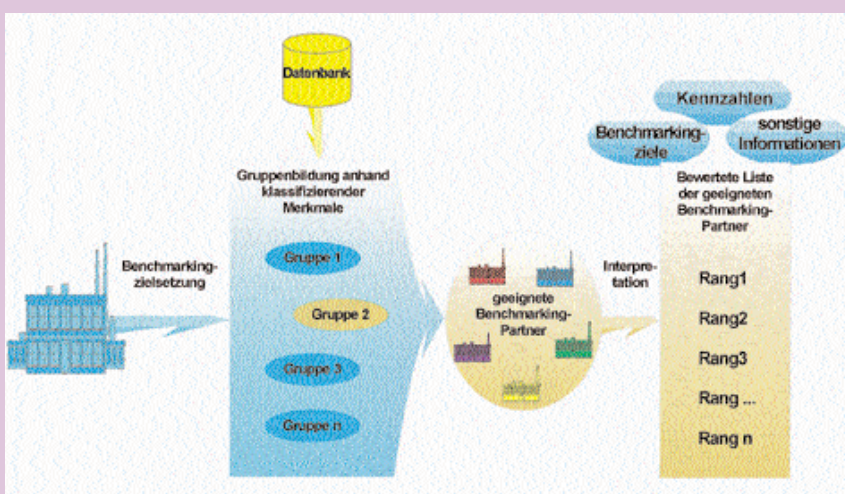 Datenbank
Gruppenbildung anhand
klassifizierender
Merkmale
Benchmarking-
zielsetzung
Gruppe 1
Gruppe 2
Gruppe 3
Gruppe n
geeignete
Benchmarking-
Partner
Interpre-
tation
Kennzahlen
Benchmarking-
ziele
sonstige
Informationen
Bewertete Liste
der geeigneten
Benchmarking-
Partner
Rang1
Rang2
Rang3
Rang ...
Rang n